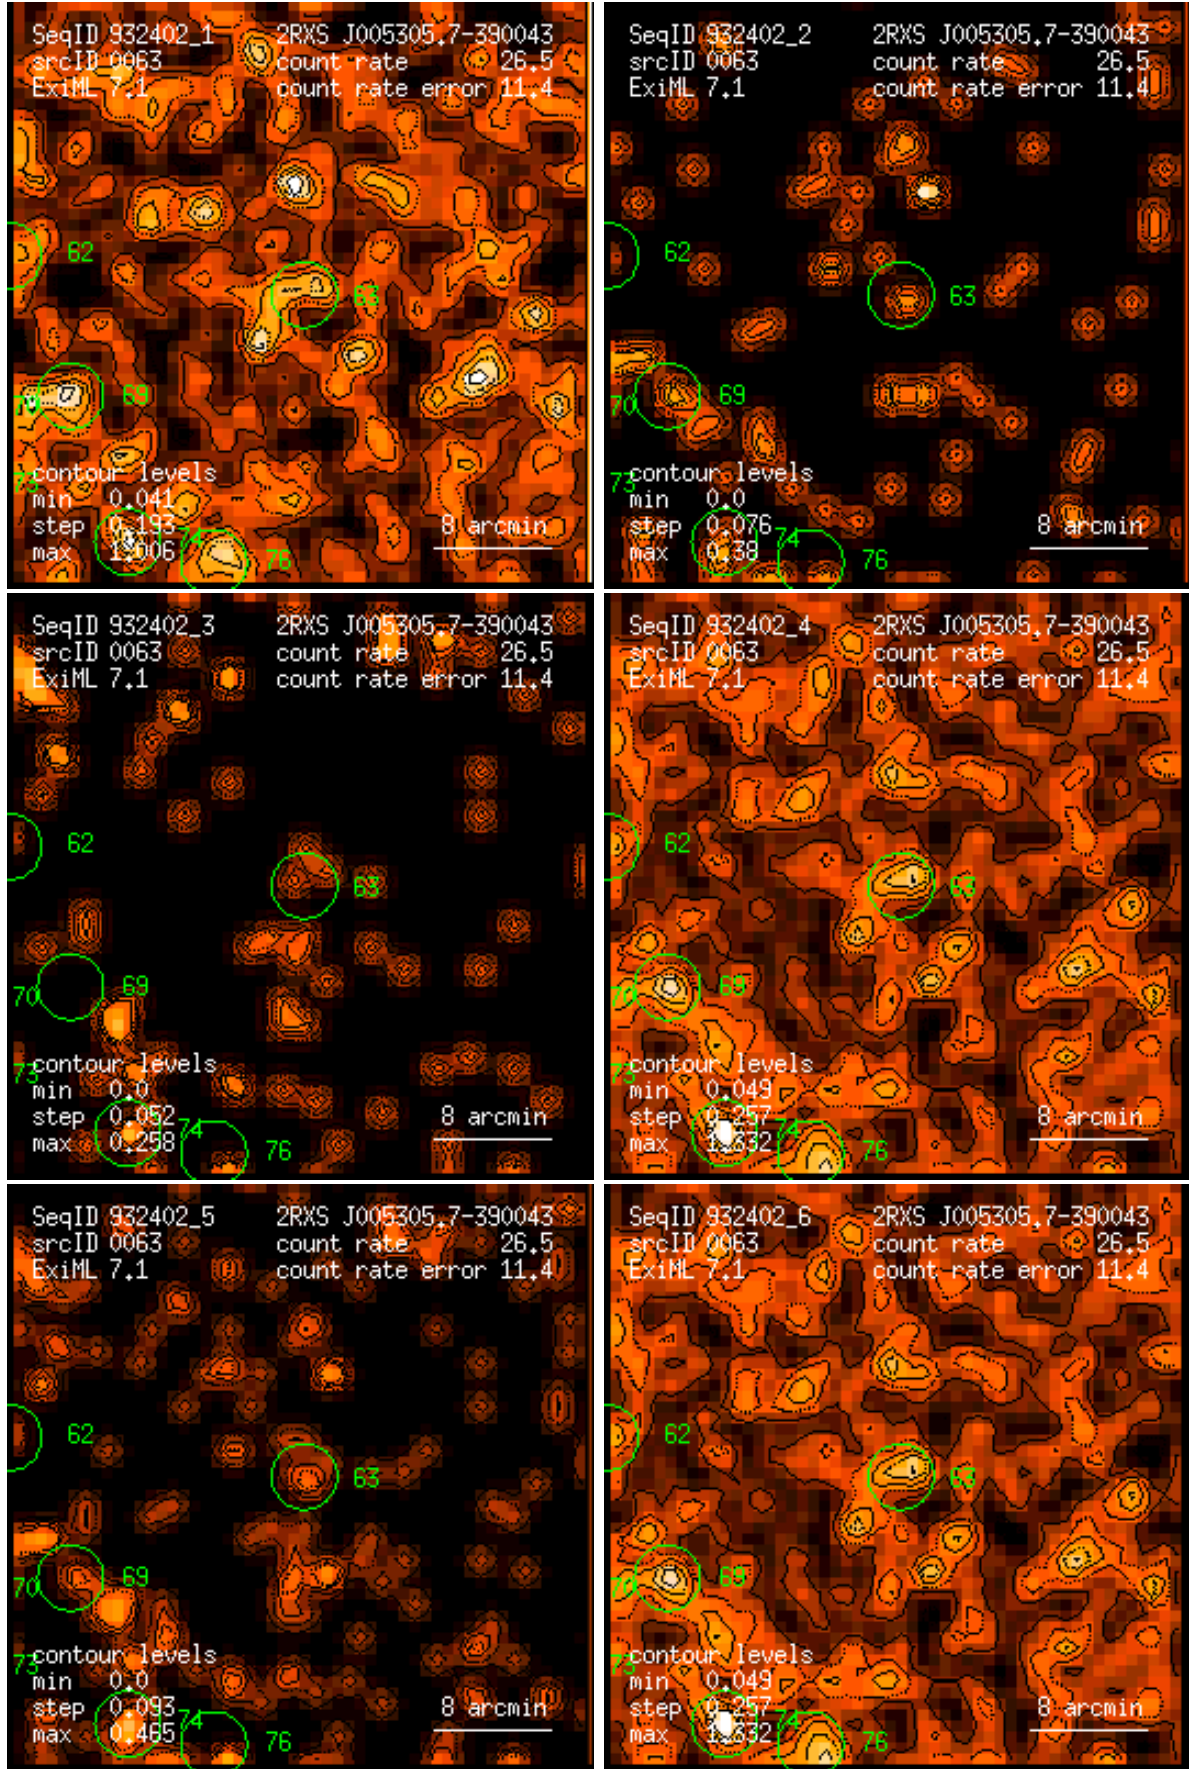 SeqID 932402_1 2RXS J005305.7-390043
srcID 0063 count rate 26.5
ExiML 7.1 count rate error 11.4
62
63
69
70
73
contour levels
min 0.041
step 0.193
max 1.006
74
76
8 arcmin
SeqID 932402_2 2RXS J005305.7-390043
srcID 0063 count rate 26.5
ExiML 7.1 count rate error 11.4
62
63
69
70
73
contour levels
min 0.0
step 0.076
max 0.38
74
76
8 arcmin
SeqID 932402_3 2RXS J005305.7-390043
srcID 0063 count rate 26.5
ExiML 7.1 count rate error 11.4
62
63
69
70
73
contour levels
min 0.0
step 0.052
max 0.258
74
76
8 arcmin
SeqID 932402_4 2RXS J005305.7-390043
srcID 0063 count rate 26.5
ExiML 7.1 count rate error 11.4
62
63
69
70
73
contour levels
min 0.049
step 0.257
max 1.332
74
76
8 arcmin
SeqID 932402_5 2RXS J005305.7-390043
srcID 0063 count rate 26.5
ExiML 7.1 count rate error 11.4
62
63
69
70
73
contour levels
min 0.0
step 0.093
max 0.465
74
76
8 arcmin
SeqID 932402_6 2RXS J005305.7-390043
srcID 0063 count rate 26.5
ExiML 7.1 count rate error 11.4
62
63
69
70
73
contour levels
min 0.049
step 0.257
max 1.332
74
76
8 arcmin